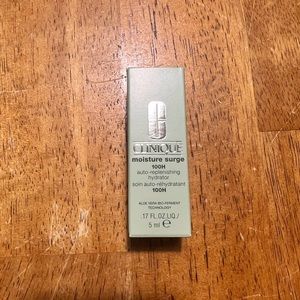 CLINIQUE
moisture surge
100H
auto-replenishing
hydrator
soin auto-réhydratant
100H
ALOE VERA BIO-FERMENT
TECHNOLOGY
.17 FL.OZ.LIQ./
5 ml e